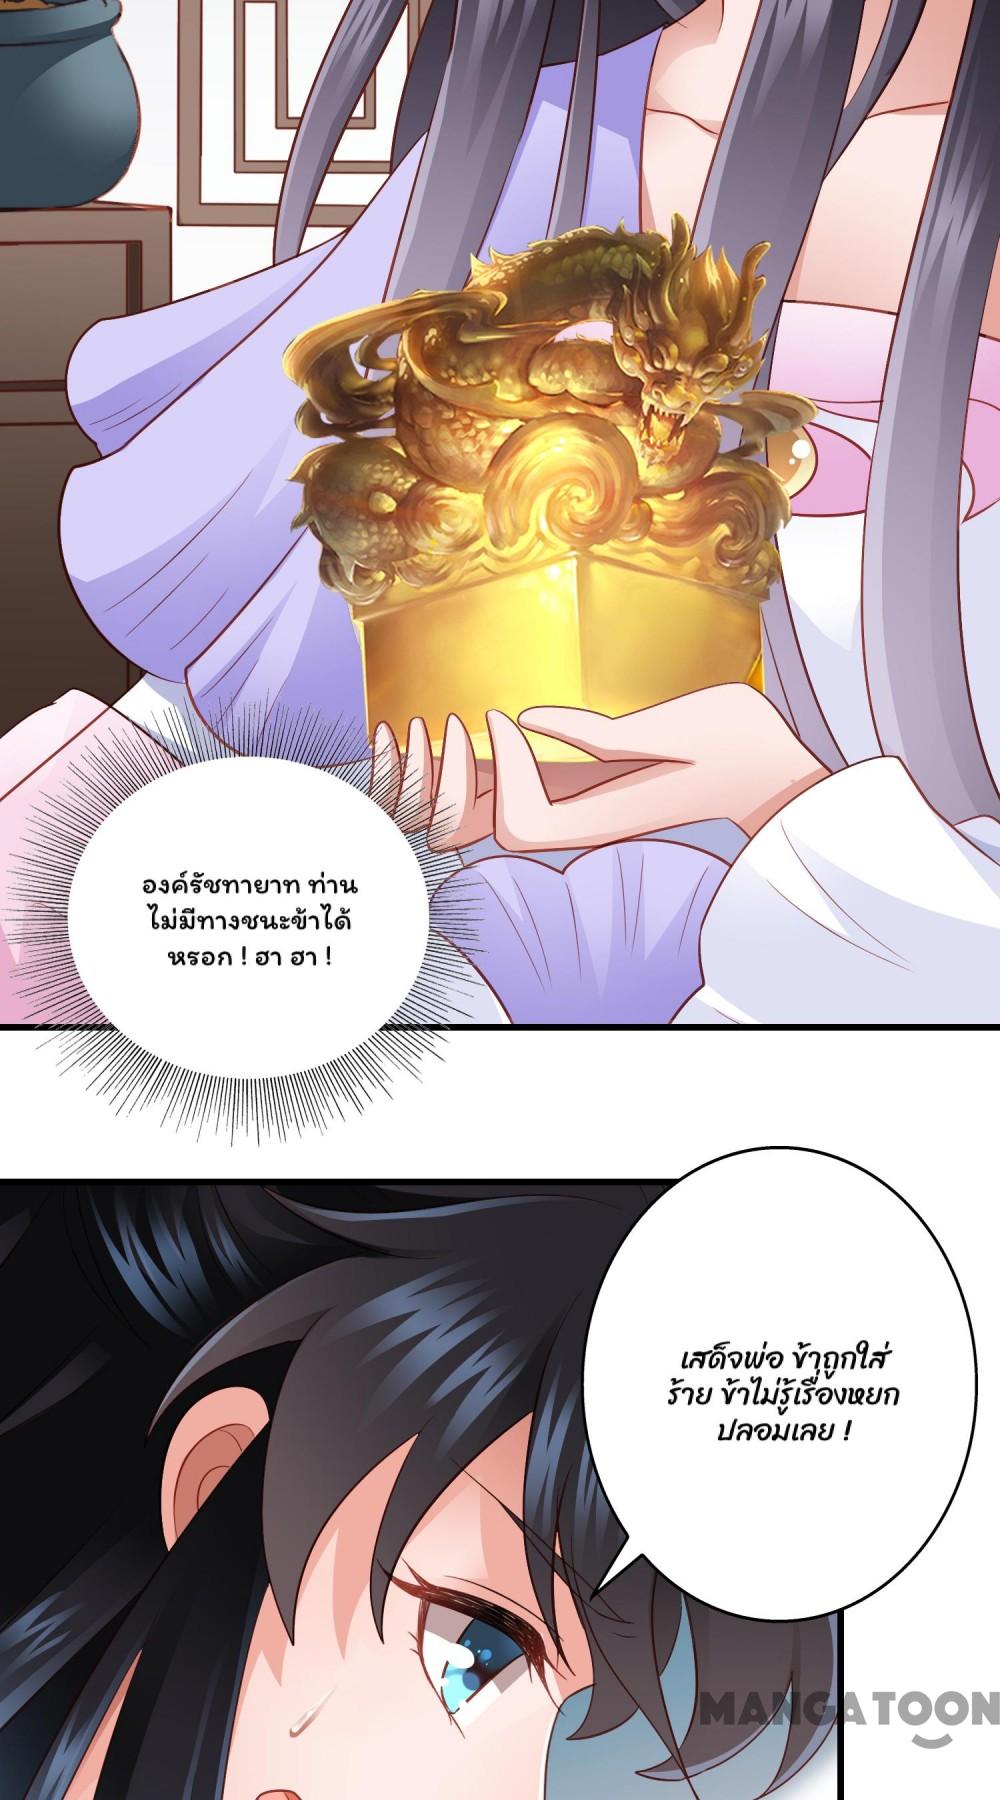 องค์รัชทายาท ท่าน
ไม่มีทางชนะข้าได้
หรอก ! ฮา ฮา !
เสด็จพ่อ ข้าถูกใส่
ร้าย ข้าไม่รู้เรื่องหยก
ปลอมเลย !
MANGATOON